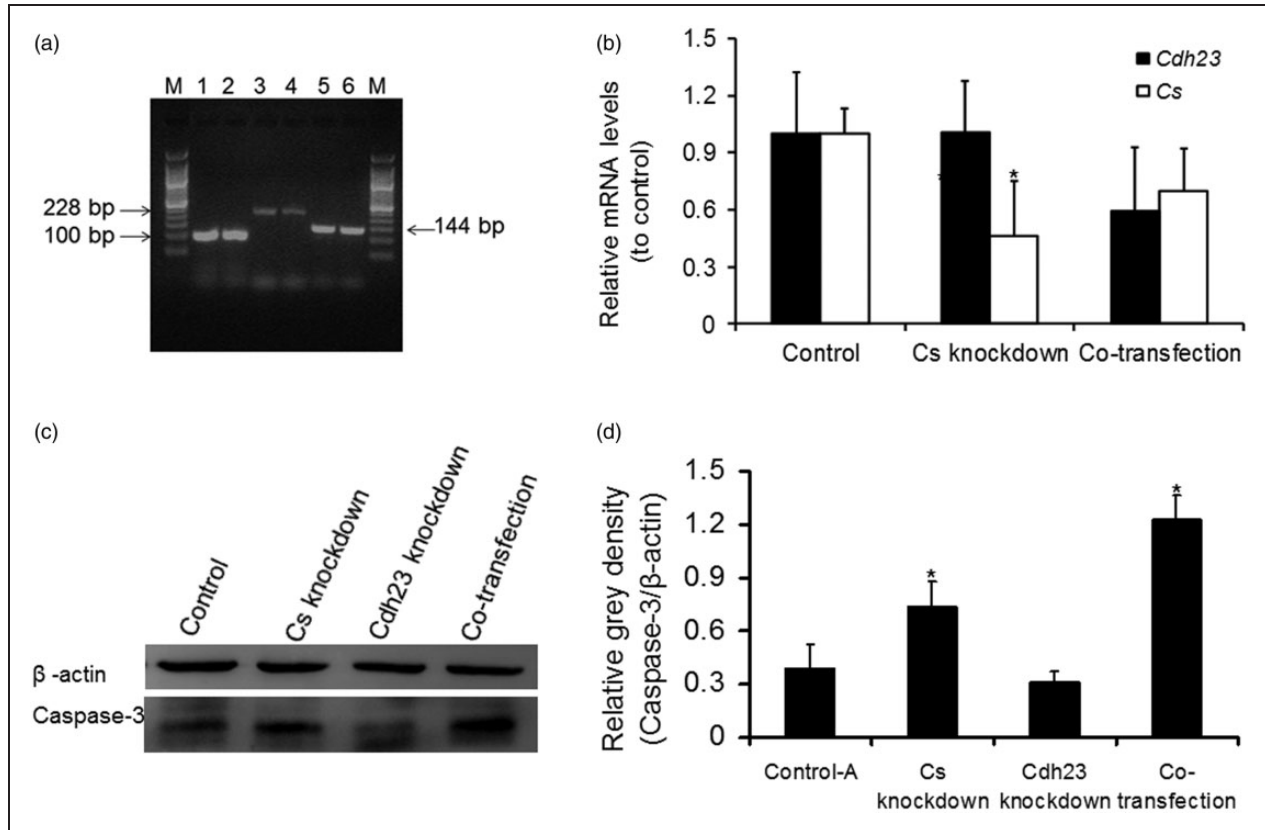 (a)
M 1 2 3 4 5 6 M
228 bp
100 bp
144 bp
(b)
Relative mRNA levels
(to control)
1.5
1.2
0.9
0.6
0.3
0
Cdh23
Cs
*
*
Control
Cs knockdown
Co-transfection
(c)
Control
Cs knockdown
Cdh23 knockdown
Co-transfection
β -actin
Caspase-3
(d)
Relative grey density
(Caspase-3/β-actin)
1.5
1.2
0.9
0.6
0.3
0
*
*
Control-A
Cs
knockdown
Cdh23
knockdown
Co-
transfection